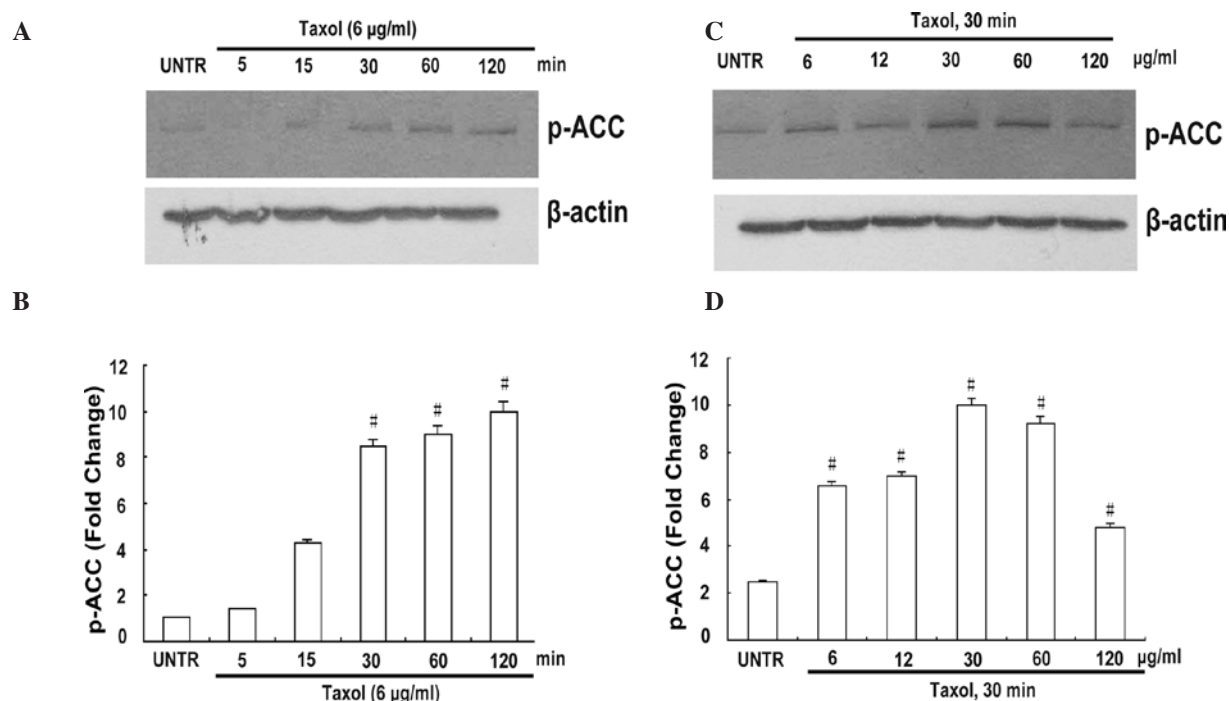 A
Taxol (6 µg/ml)
UNTR 5 15 30 60 120 min
p-ACC
β-actin
C
Taxol, 30 min
UNTR 6 12 30 60 120 µg/ml
p-ACC
β-actin
B
p-ACC (Fold Change)
12
10
8
6
4
2
0
# # #
UNTR 5 15 30 60 120 min
Taxol (6 µg/ml)
D
p-ACC (Fold Change)
12
10
8
6
4
2
0
# # # # #
UNTR 6 12 30 60 120 µg/ml
Taxol, 30 min